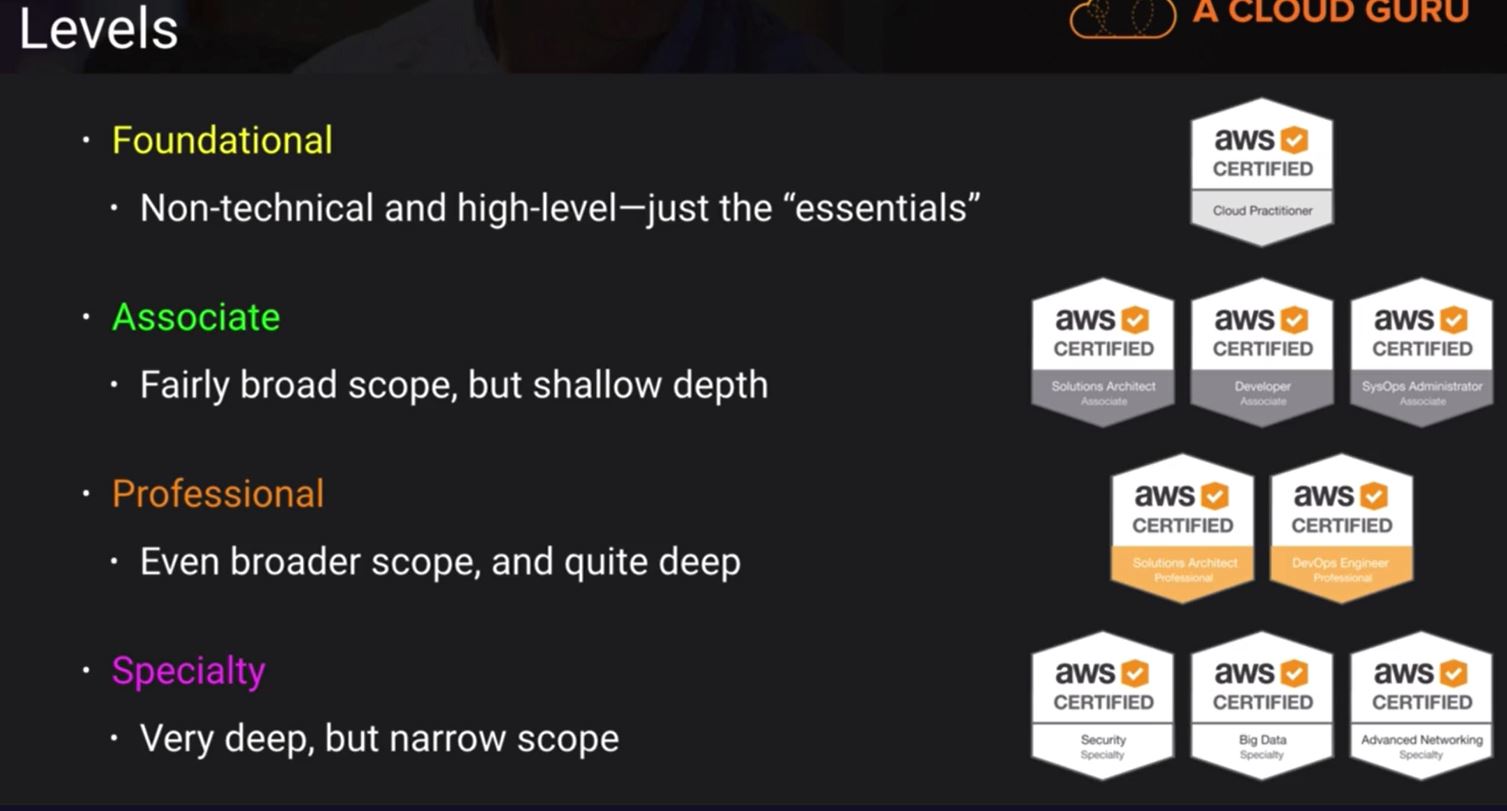 Levels
A CLOUD GURU
· Foundational
· Non-technical and high-level—just the “essentials”
aws
CERTIFIED
Cloud Practitioner
· Associate
· Fairly broad scope, but shallow depth
aws
CERTIFIED
Solutions Architect
Associate
aws
CERTIFIED
Developer
Associate
aws
CERTIFIED
SysOps Administrator
Associate
· Professional
· Even broader scope, and quite deep
aws
CERTIFIED
Solutions Architect
Professional
aws
CERTIFIED
DevOps Engineer
Professional
· Specialty
· Very deep, but narrow scope
aws
CERTIFIED
Security
Specialty
aws
CERTIFIED
Big Data
Specialty
aws
CERTIFIED
Advanced Networking
Specialty